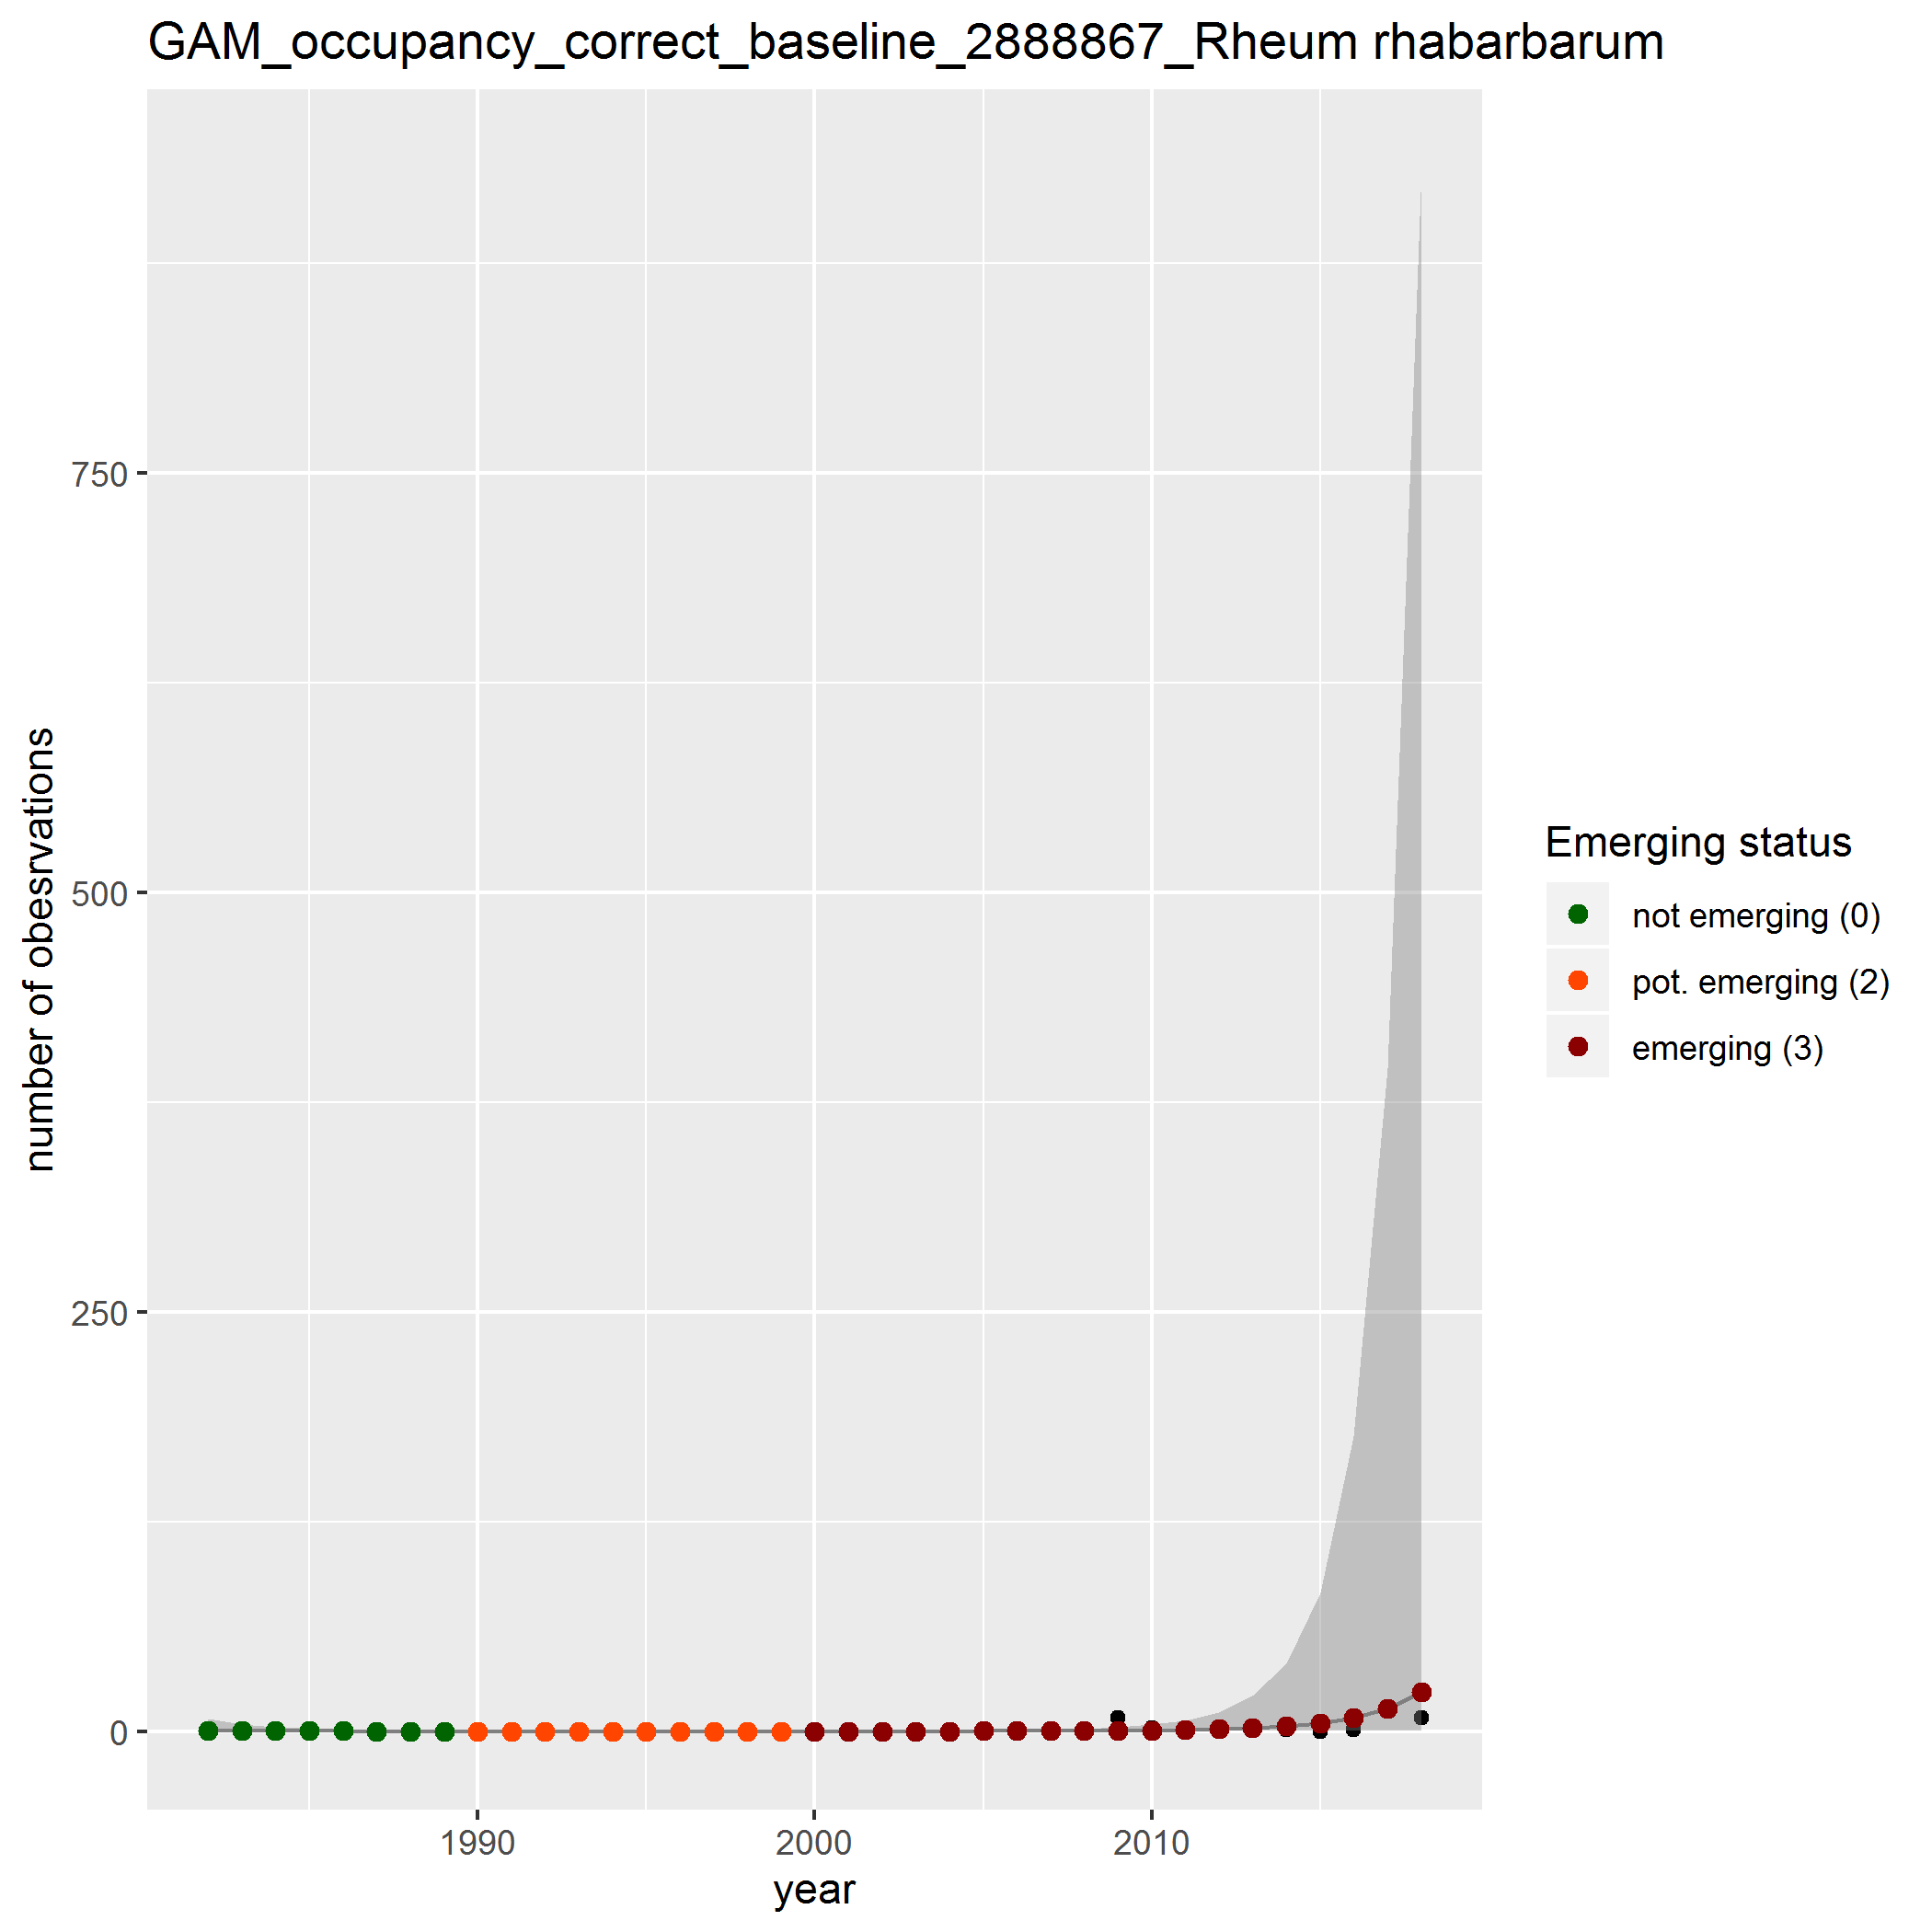 GAM_occupancy_correct_baseline_2888867_Rheum rhabarbarum
number of obesrvations
750
500
250
0
1990
2000
2010
year
Emerging status
not emerging (0)
pot. emerging (2)
emerging (3)